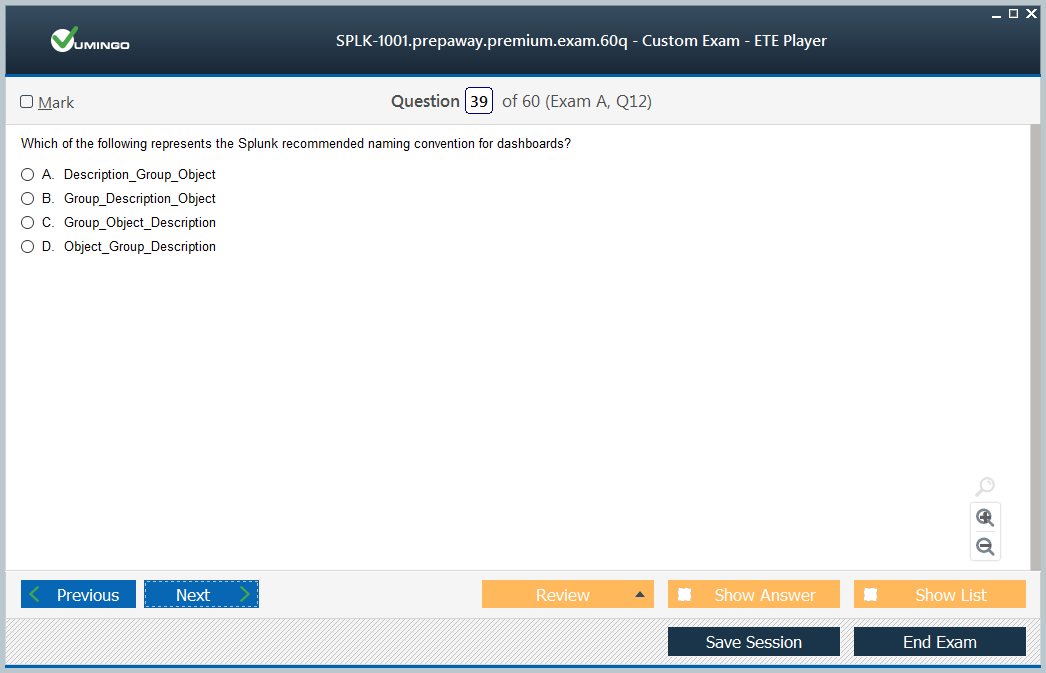 VUMINGO
SPLK-1001.prepaway.premium.exam.60q - Custom Exam - ETE Player
Mark
Question 39 of 60 (Exam A, Q12)
Which of the following represents the Splunk recommended naming convention for dashboards?
A. Description_Group_Object
B. Group_Description_Object
C. Group_Object_Description
D. Object_Group_Description
Previous
Next
Review
Show Answer
Show List
Save Session
End Exam